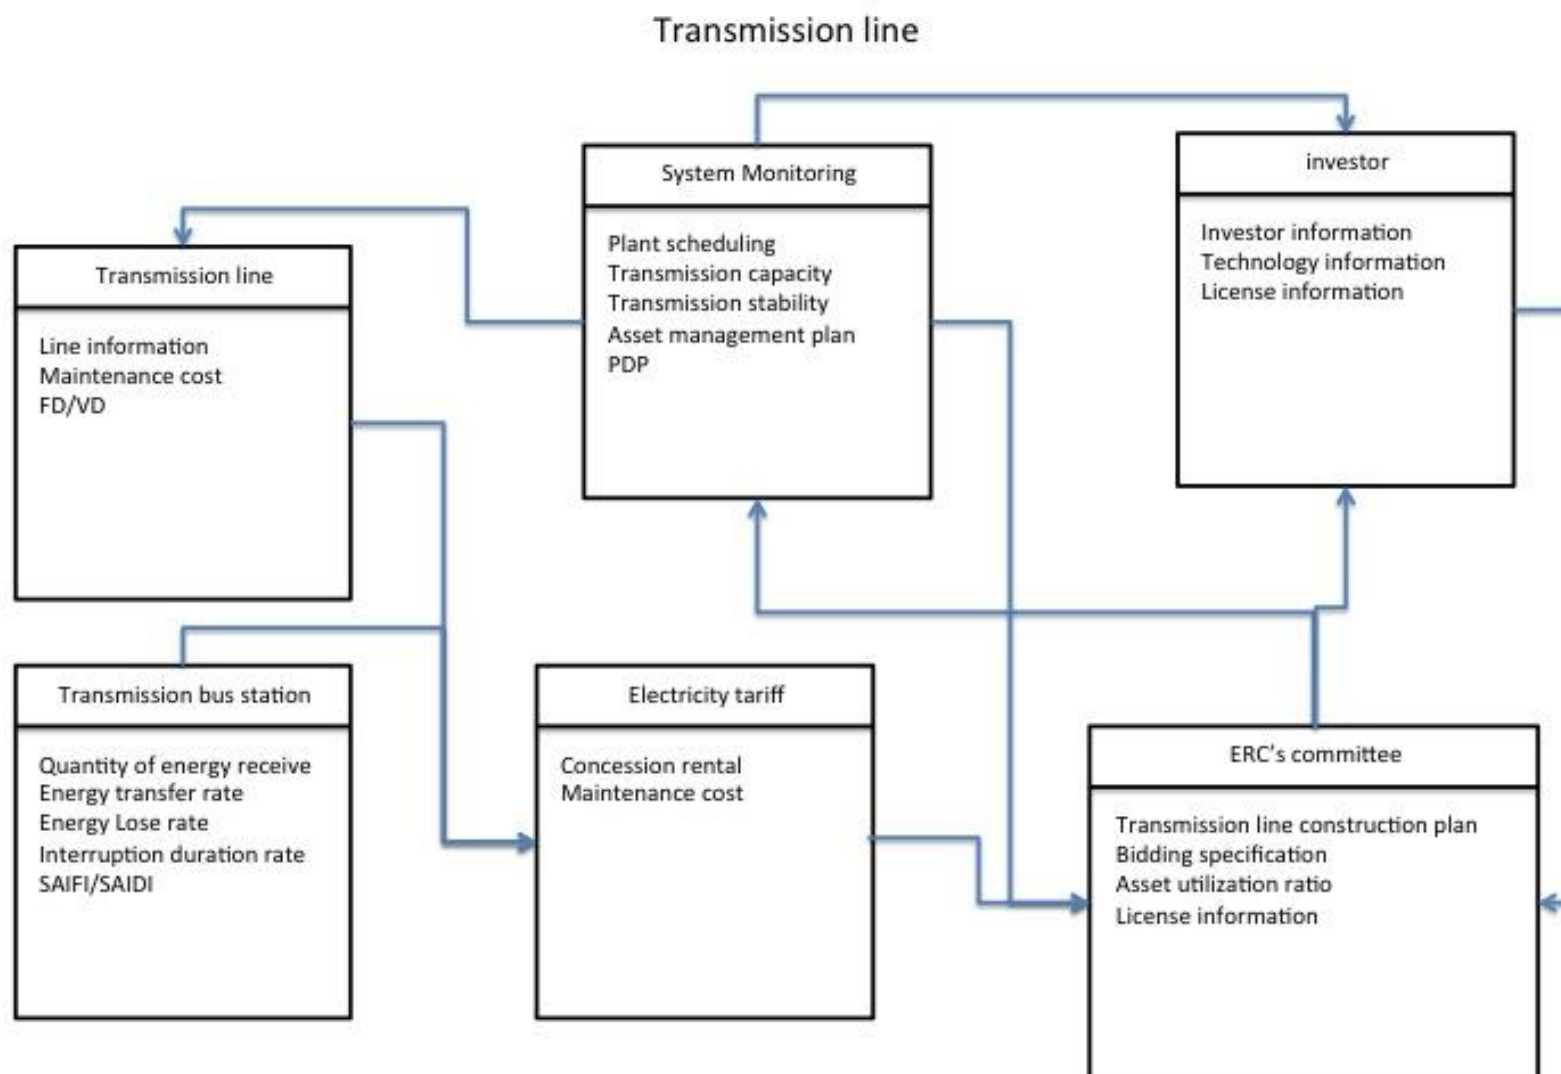 Transmission line
System Monitoring
Plant scheduling
Transmission capacity
Transmission stability
Asset management plan
PDP
investor
Investor information
Technology information
License information
Transmission line
Line information
Maintenance cost
FD/VD
Transmission bus station
Quantity of energy receive
Energy transfer rate
Energy Lose rate
Interruption duration rate
SAIFI/SAIDI
Electricity tariff
Concession rental
Maintenance cost
ERC's committee
Transmission line construction plan
Bidding specification
Asset utilization ratio
License information